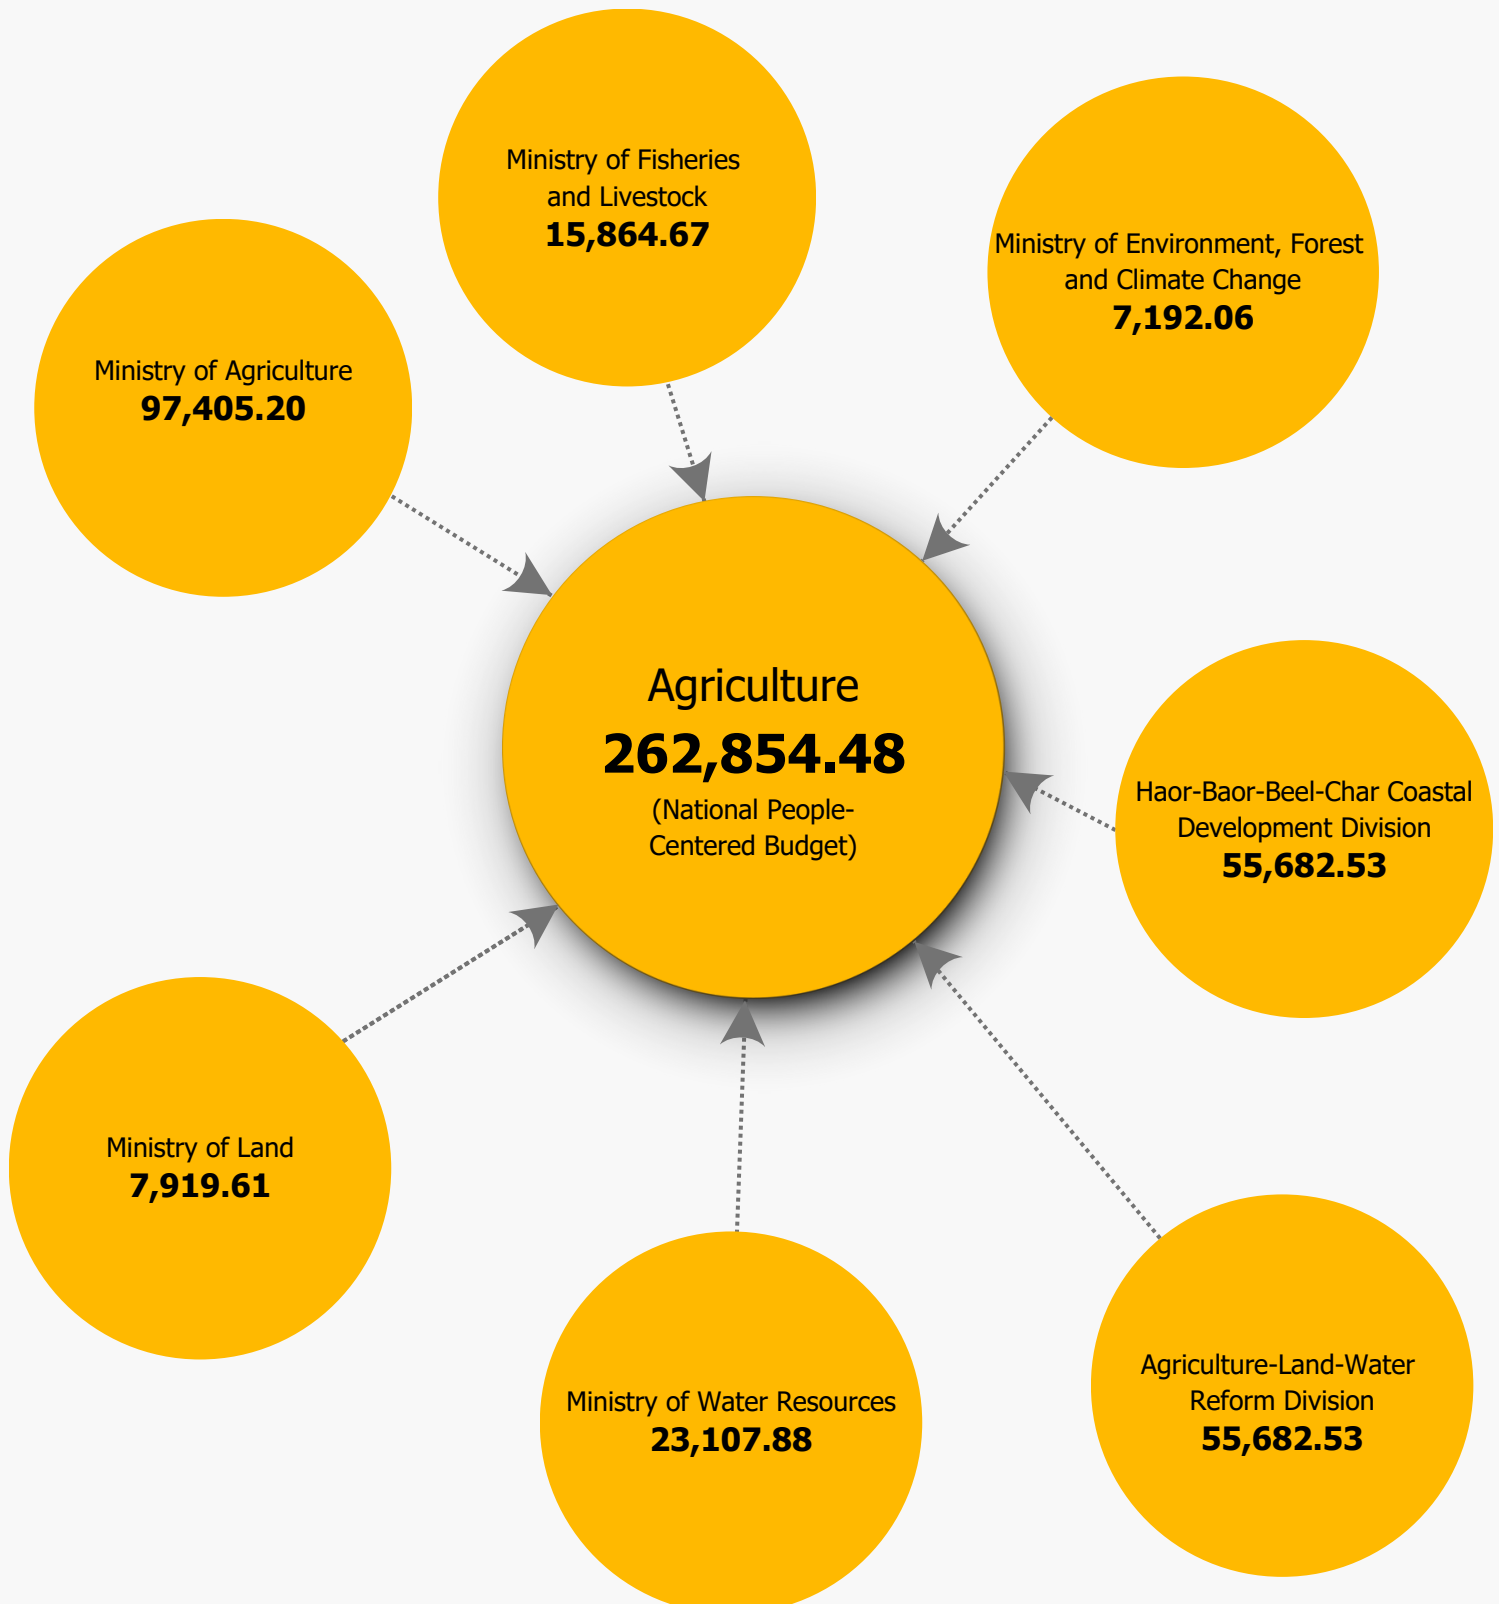 Ministry of Fisheries
and Livestock
15,864.67
Ministry of Environment, Forest
and Climate Change
7,192.06
Ministry of Agriculture
97,405.20
Agriculture
262,854.48
(National People-
Centered Budget)
Haor-Baor-Beel-Char Coastal
Development Division
55,682.53
Ministry of Land
7,919.61
Ministry of Water Resources
23,107.88
Agriculture-Land-Water
Reform Division
55,682.53